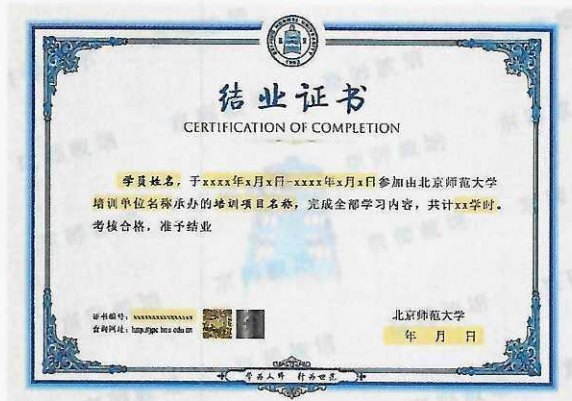 结业证书
CERTIFICATION OF COMPLETION
学员姓名，于xxxx年x月x日-xxxx年x月x日参加由北京师范大学
培训单位名称承办的培训项目名称，完成全部学习内容，共计xx学时。
考核合格，准予结业
证书编号：xxxxxxxxxxxxxx
北京师范大学
年 月 日
学为人师 行为世范